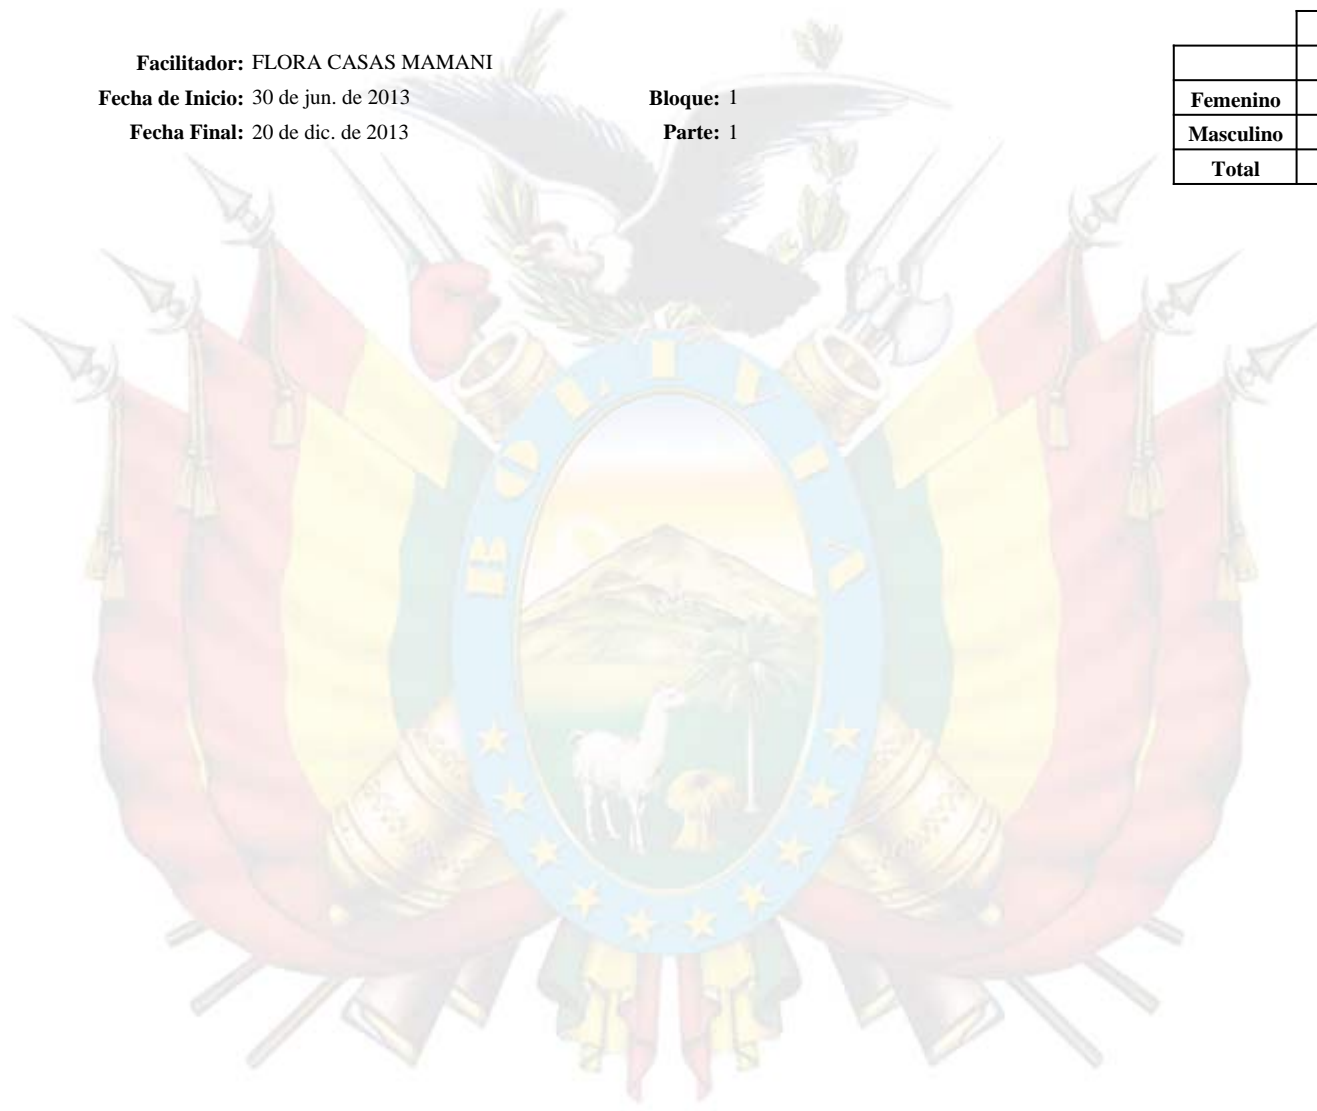 Facilitador: FLORA CASAS MAMANI
Fecha de Inicio: 30 de jun. de 2013 Bloque: 1
Fecha Final: 20 de dic. de 2013 Parte: 1
Femenino
Masculino
Total
BOLIVIA